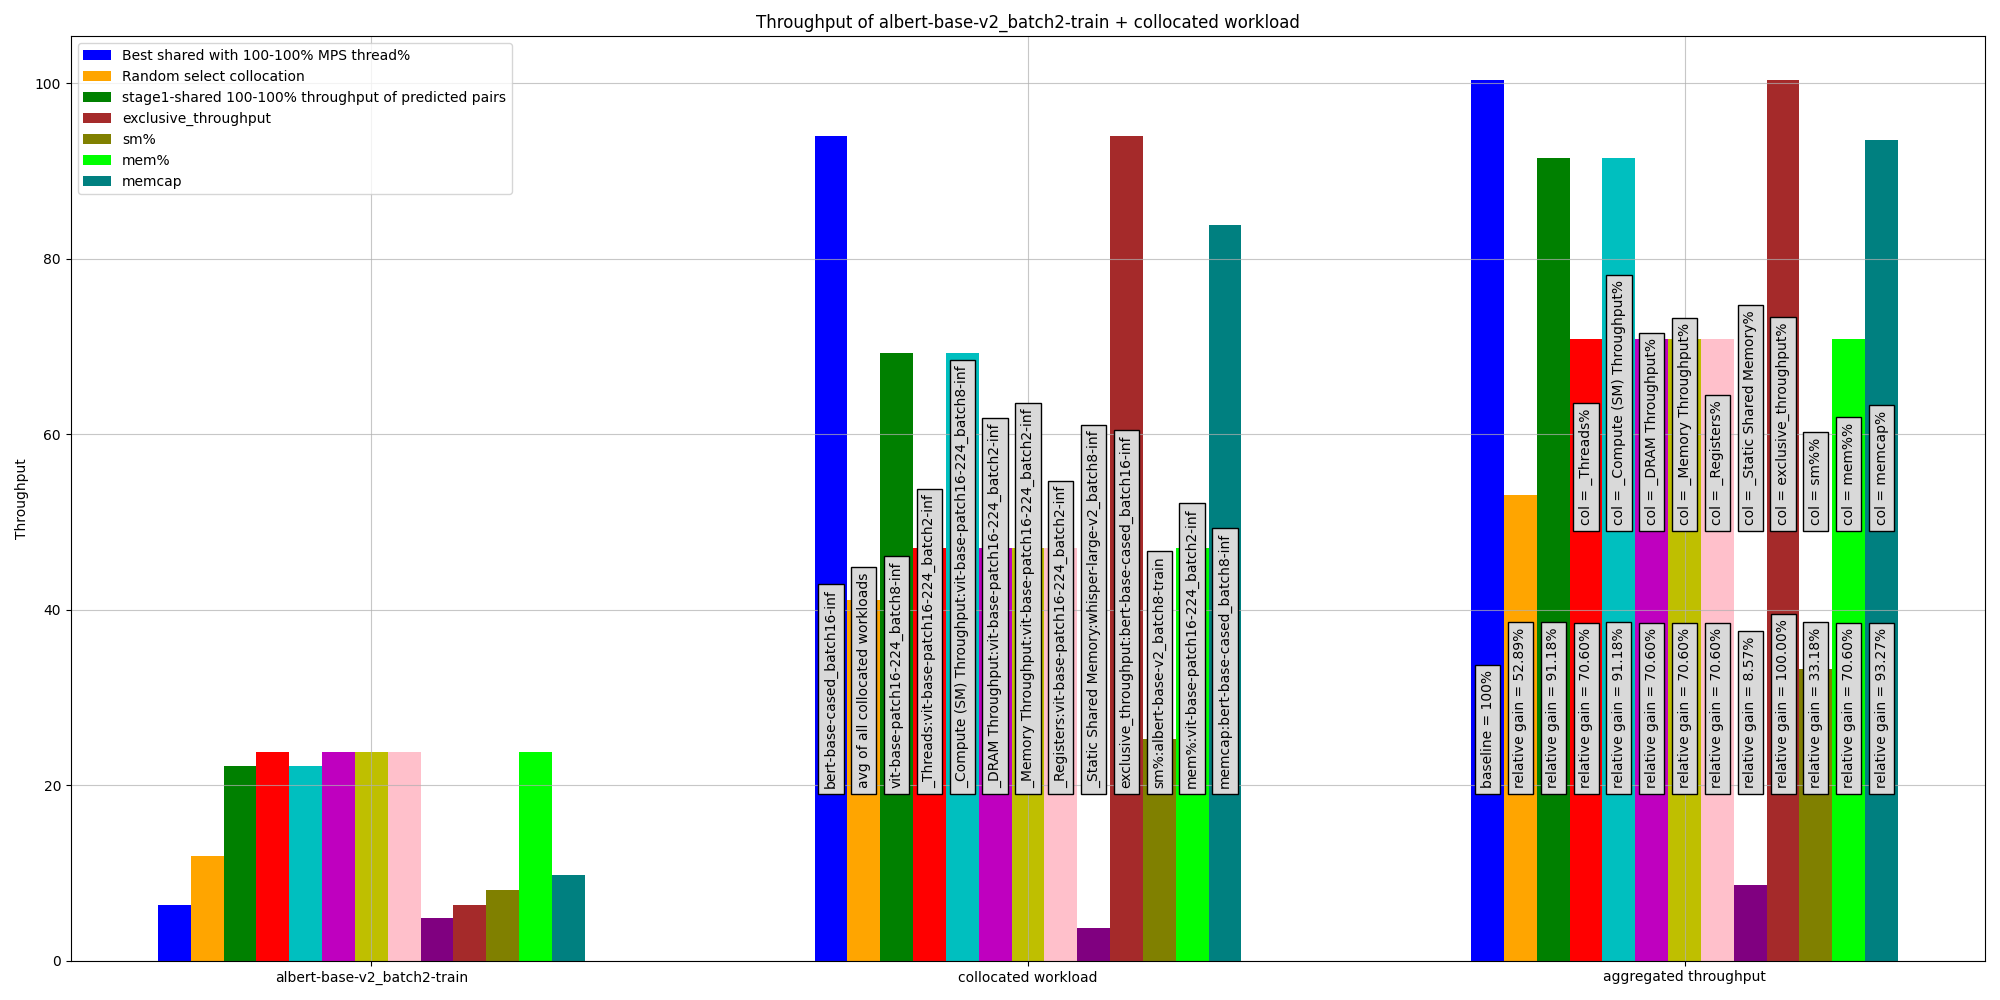 Throughput of albert-base-v2_batch2-train + collocated workload
Best shared with 100-100% MPS thread%
Random select collocation
stage1-shared 100-100% throughput of predicted pairs
exclusive_throughput
sm%
mem%
memcap
Throughput
100
80
60
40
20
0
bert-base-cased_batch16-inf
avg of all collocated workloads
vit-base-patch16-224_batch8-inf
_Threads:vit-base-patch16-224_batch2-inf
_Compute (SM) Throughput:vit-base-patch16-224_batch8-inf
_DRAM Throughput:vit-base-patch16-224_batch2-inf
_Memory Throughput:vit-base-patch16-224_batch2-inf
_Registers:vit-base-patch16-224_batch2-inf
_Static Shared Memory:whisper-large-v2_batch8-inf
exclusive_throughput:bert-base-cased_batch16-inf
sm%:albert-base-v2_batch8-train
mem%:vit-base-patch16-224_batch2-inf
memcap:bert-base-cased_batch8-inf
col = _Threads%
col = _Compute (SM) Throughput%
col = _DRAM Throughput%
col = _Memory Throughput%
col = _Registers%
col = _Static Shared Memory%
col = exclusive_throughput%
col = sm%%
col = mem%%
col = memcap%
baseline = 100%
relative gain = 52.89%
relative gain = 91.18%
relative gain = 70.60%
relative gain = 91.18%
relative gain = 70.60%
relative gain = 70.60%
relative gain = 70.60%
relative gain = 8.57%
relative gain = 100.00%
relative gain = 33.18%
relative gain = 70.60%
relative gain = 93.27%
albert-base-v2_batch2-train
collocated workload
aggregated throughput